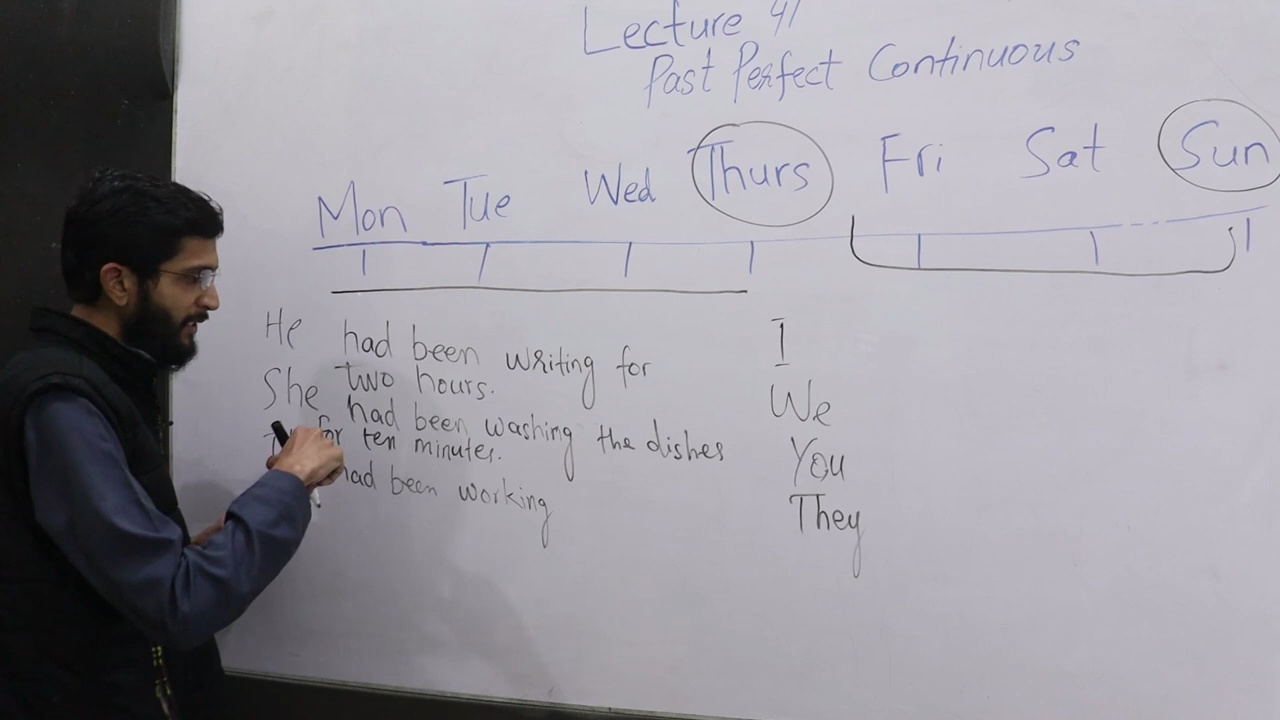 Lecture 41
Past Perfect Continuous
Mon Tue Wed Thurs Fri Sat Sun
He had been writing for
two hours.
She had been washing the dishes
for ten minutes.
had been working
I
We
You
They